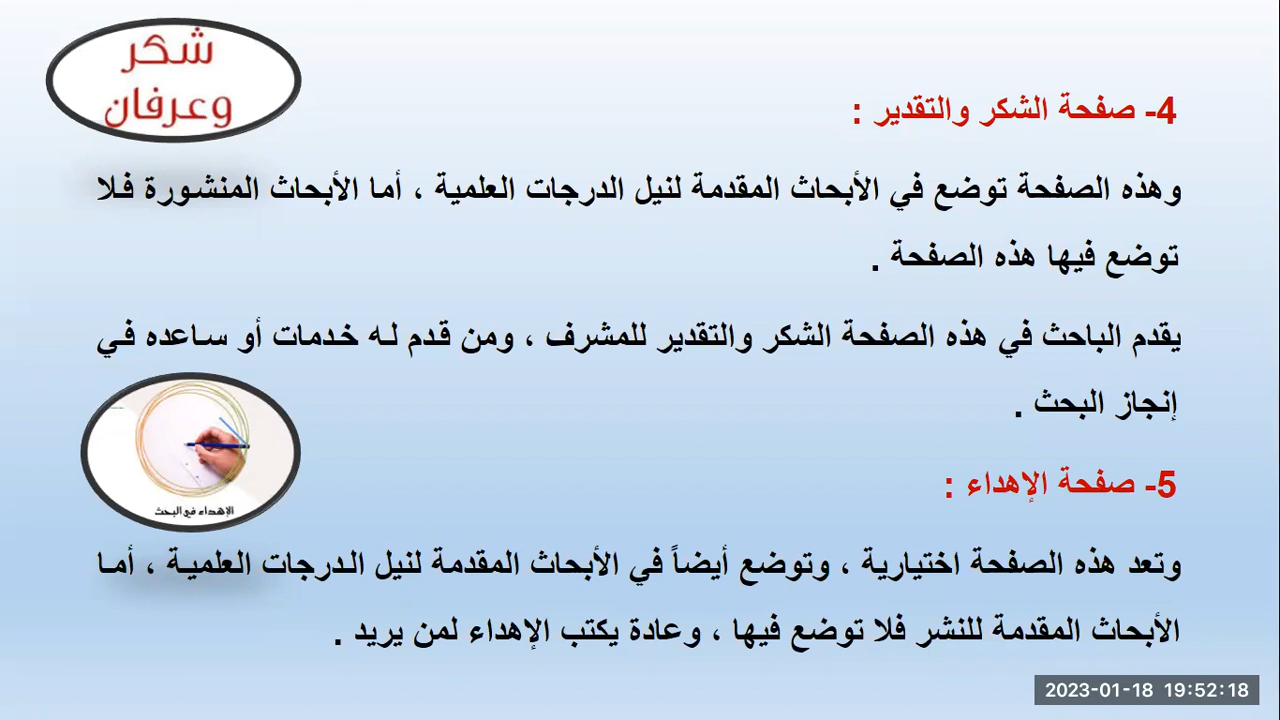 شكر
وعرفان
4- صفحة الشكر والتقدير :
وهذه الصفحة توضع في الأبحاث المقدمة لنيل الدرجات العلمية ، أما الأبحاث المنشورة فلا
توضع فيها هذه الصفحة .
يقدم الباحث في هذه الصفحة الشكر والتقدير للمشرف ، ومن قدم له خدمات أو ساعده في
إنجاز البحث .
الإهداء في البحث
5- صفحة الإهداء :
وتعد هذه الصفحة اختيارية ، وتوضع أيضاً في الأبحاث المقدمة لنيل الدرجات العلمية ، أما
الأبحاث المقدمة للنشر فلا توضع فيها ، وعادة يكتب الإهداء لمن يريد .
2023-01-18 19:52:18